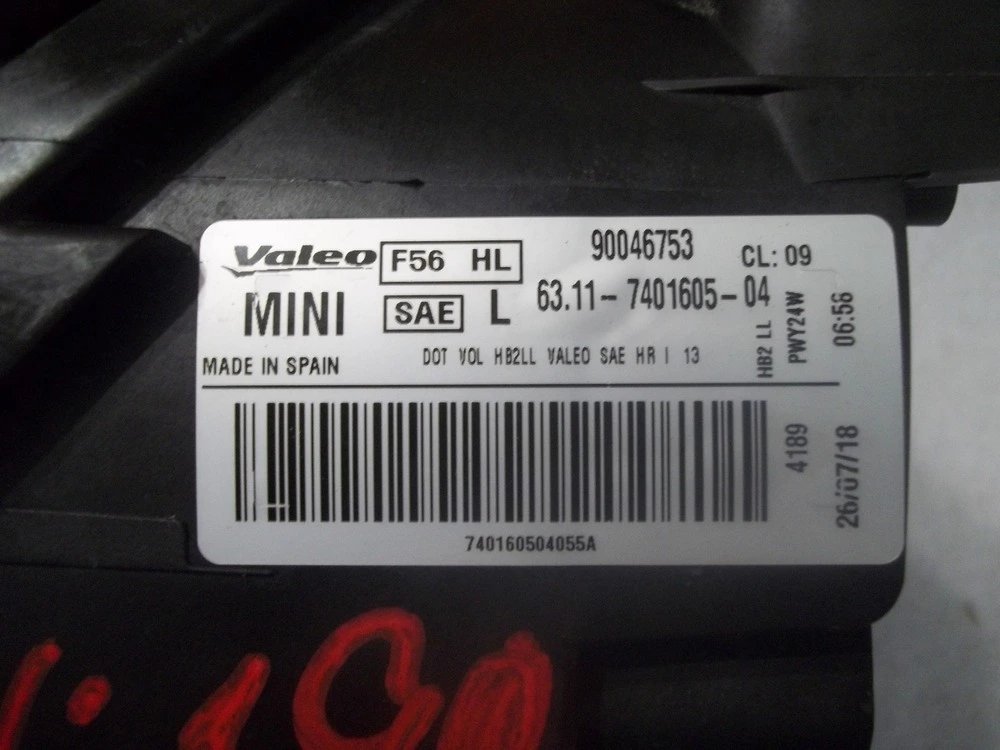 Valeo F56 HL 90046753 CL: 09
MINI SAE L 63.11-7401605-04
MADE IN SPAIN DOT VOL HB2LL VALEO SAE HR I 13
HB2 LL
PWY24W
06:56
4189
26/07/18
740160504055A